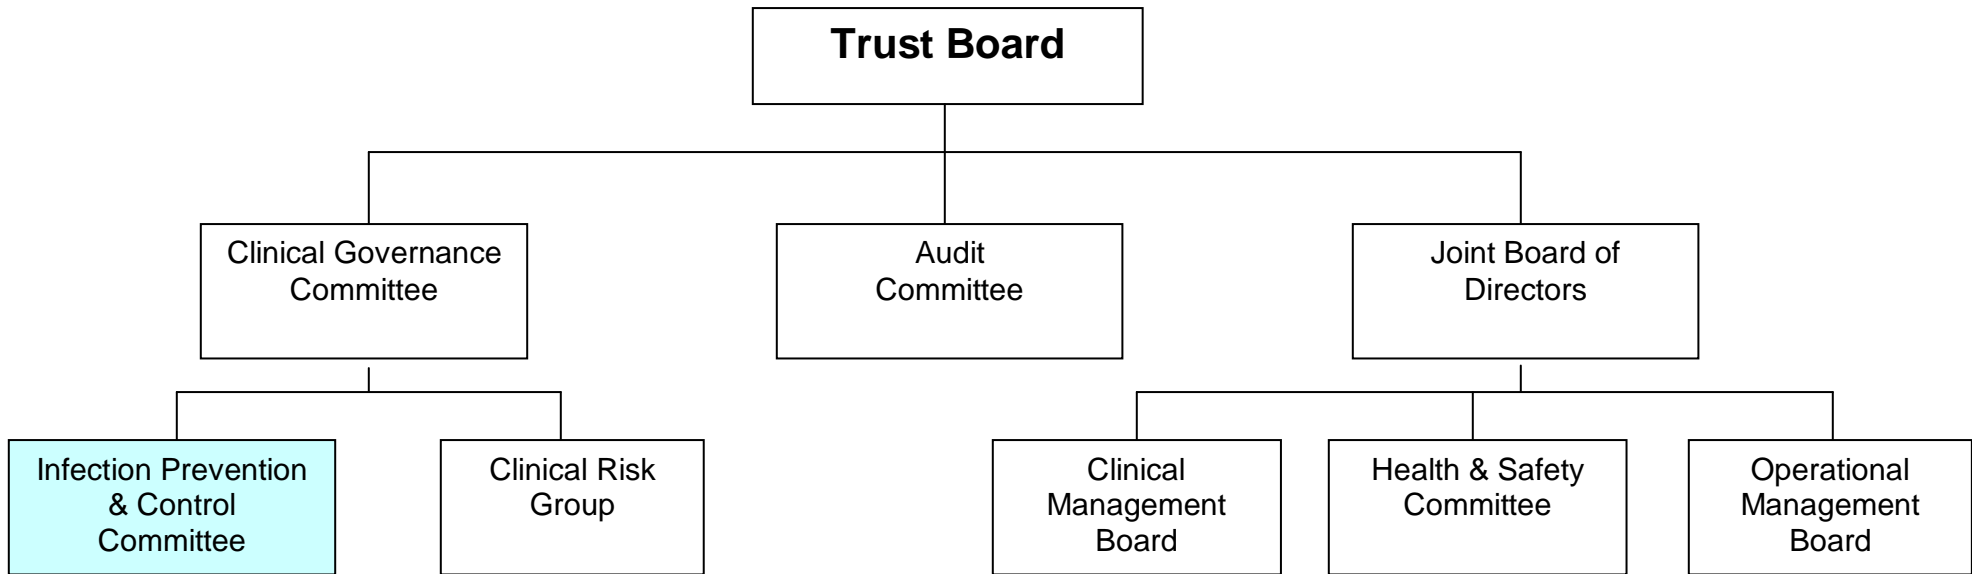 Trust Board
Clinical Governance
Committee
Audit
Committee
Joint Board of
Directors
Infection Prevention
& Control
Committee
Clinical Risk
Group
Clinical
Management
Board
Health & Safety
Committee
Operational
Management
Board